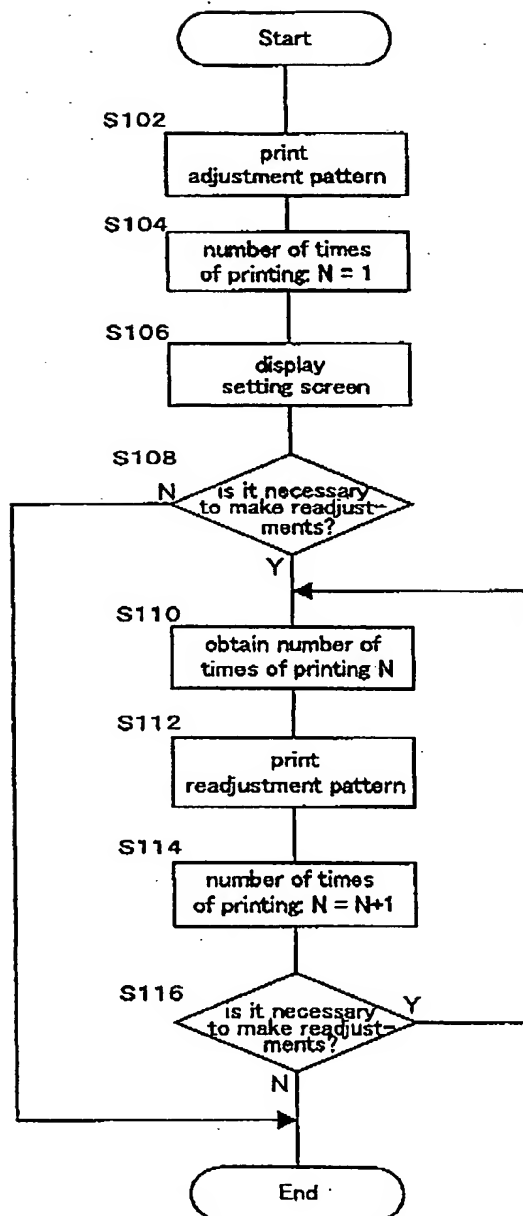 Start
S102
print
adjustment pattern
S104
number of times
of printing: N = 1
S106
display
setting screen
S108
N
is it necessary
to make readjust-
ments?
Y
S110
obtain number of
times of printing N
S112
print
readjustment pattern
S114
number of times
of printing: N = N+1
S116
Y
is it necessary
to make readjust-
ments?
N
End